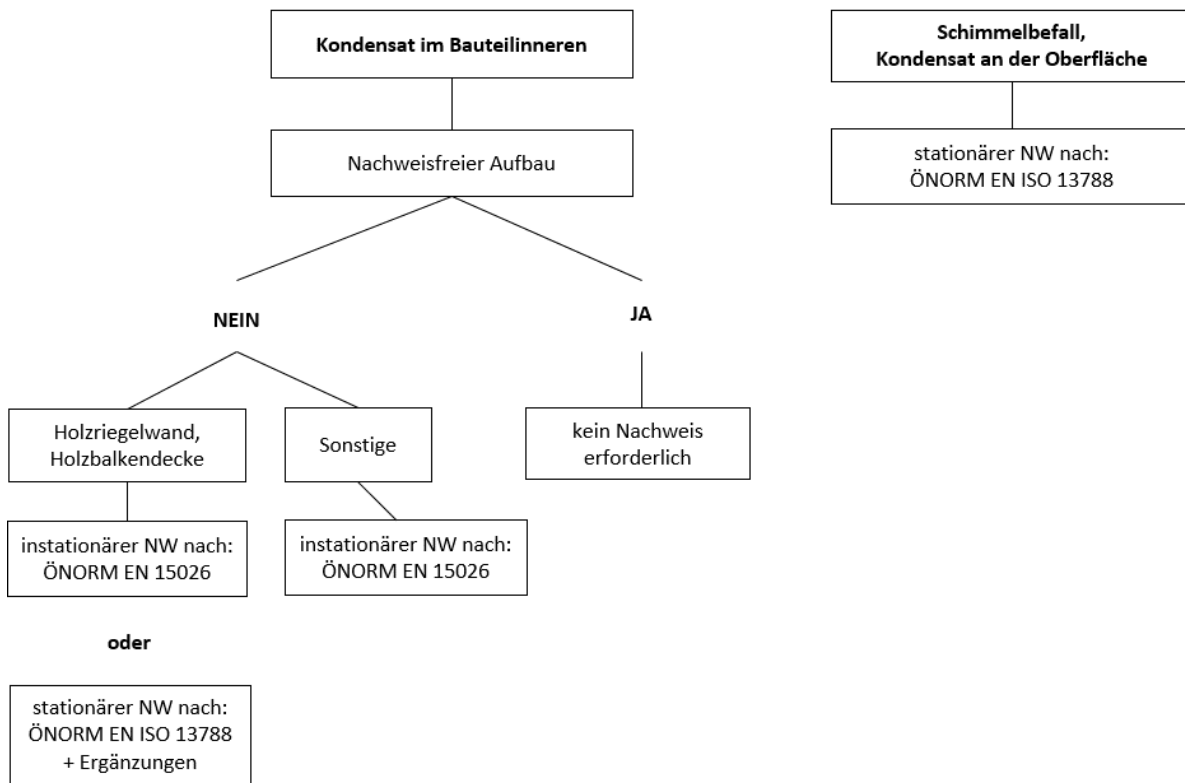 Kondensat im Bauteilinneren
Schimmelbefall,
Kondensat an der Oberfläche
Nachweisfreier Aufbau
stationärer NW nach:
ÖNORM EN ISO 13788
NEIN
JA
Holzriegelwand,
Holzbalkendecke
Sonstige
kein Nachweis
erforderlich
instationärer NW nach:
ÖNORM EN 15026
instationärer NW nach:
ÖNORM EN 15026
oder
stationärer NW nach:
ÖNORM EN ISO 13788
+ Ergänzungen